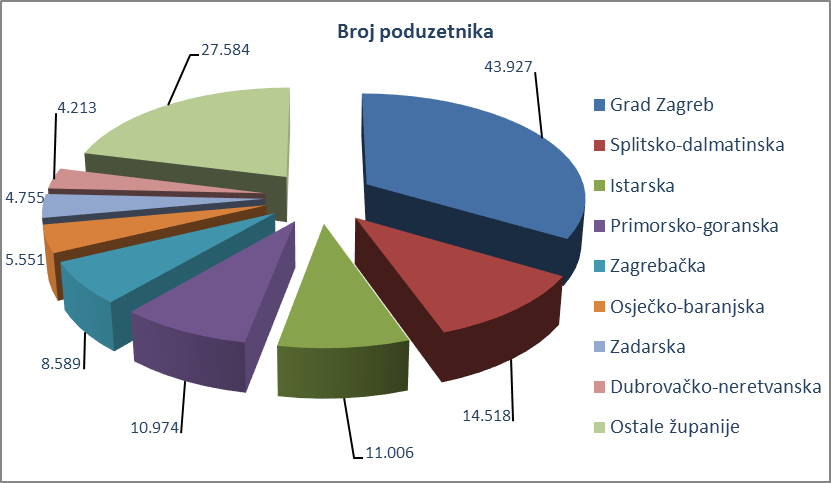 Broj poduzetnika
27.584
43.927
4.213
4.755
5.551
8.589
10.974
11.006
14.518
Grad Zagreb
Splitsko-dalmatinska
Istarska
Primorsko-goranska
Zagrebačka
Osječko-baranjska
Zadarska
Dubrovačko-neretvanska
Ostale županije